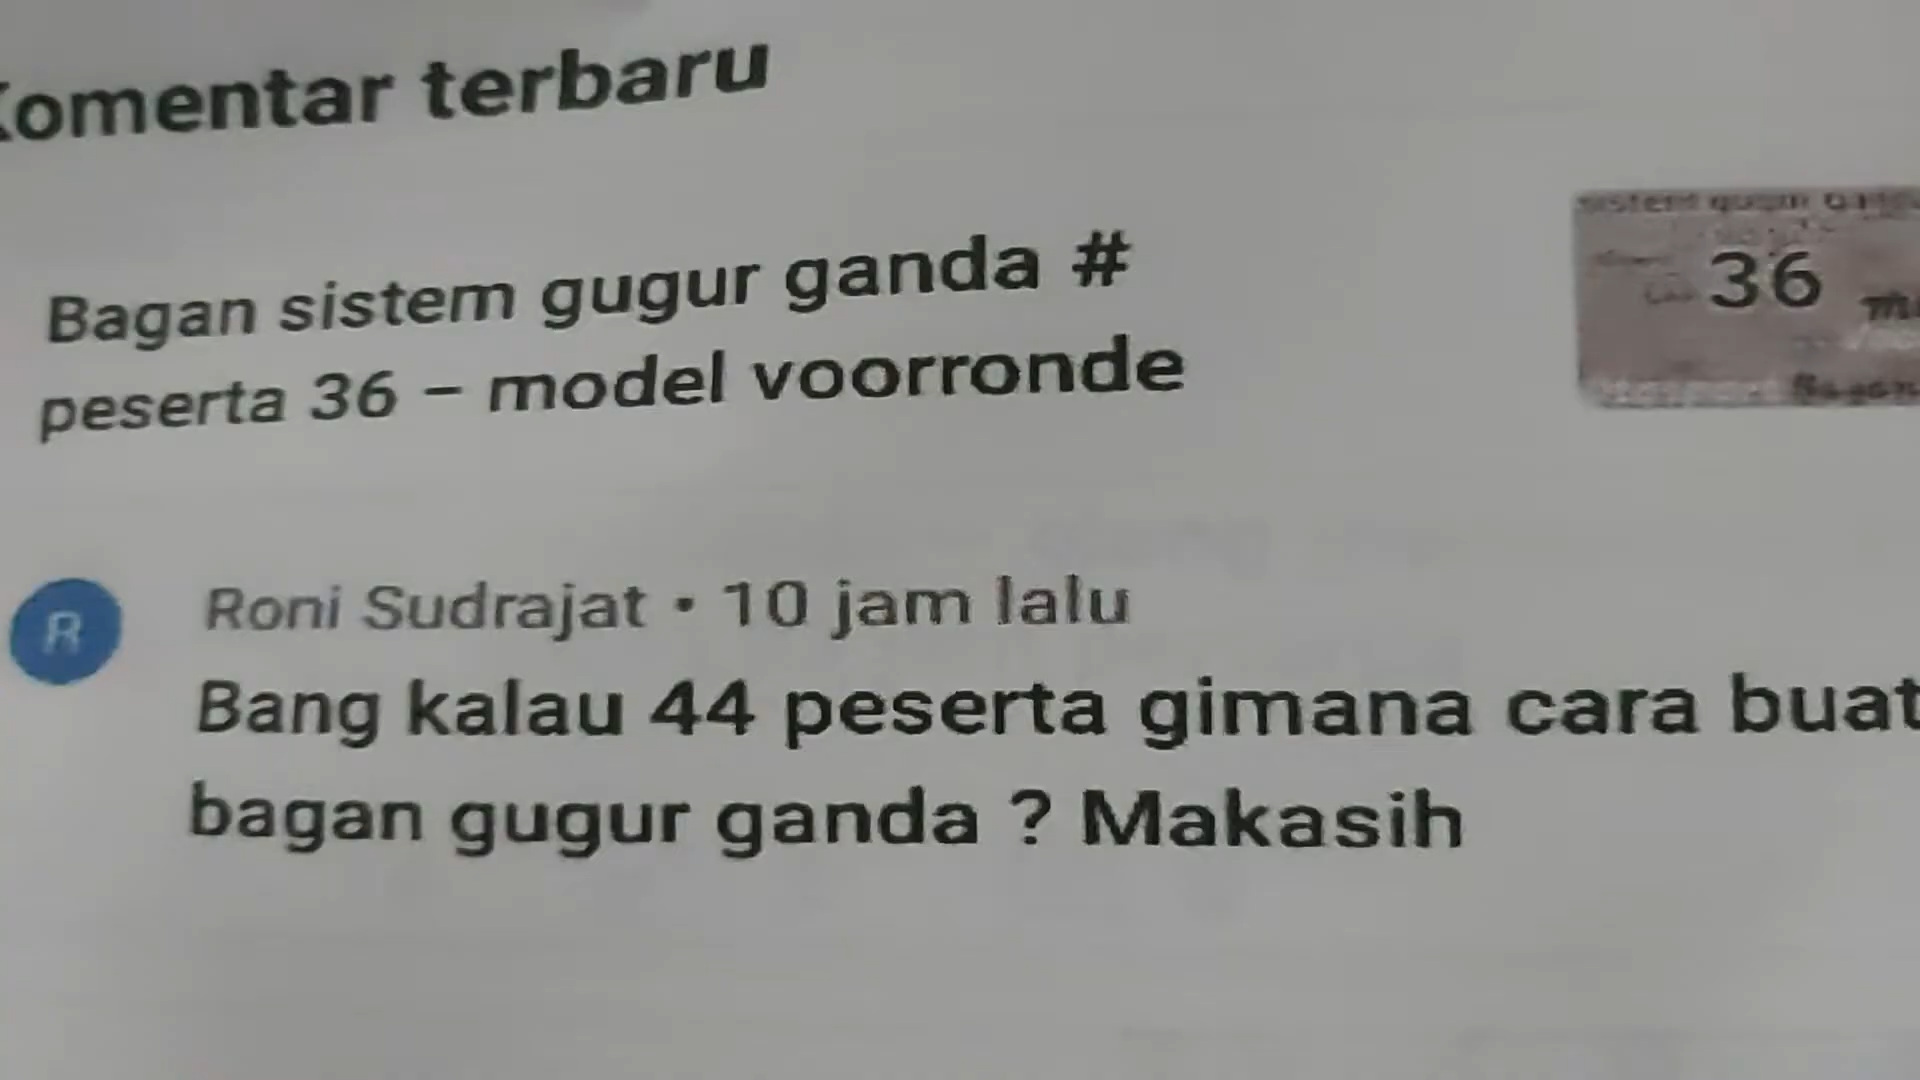 Komentar terbaru
Bagan sistem gugur ganda #
peserta 36 – model voorronde
36
R
Roni Sudrajat • 10 jam lalu
Bang kalau 44 peserta gimana cara buat
bagan gugur ganda ? Makasih